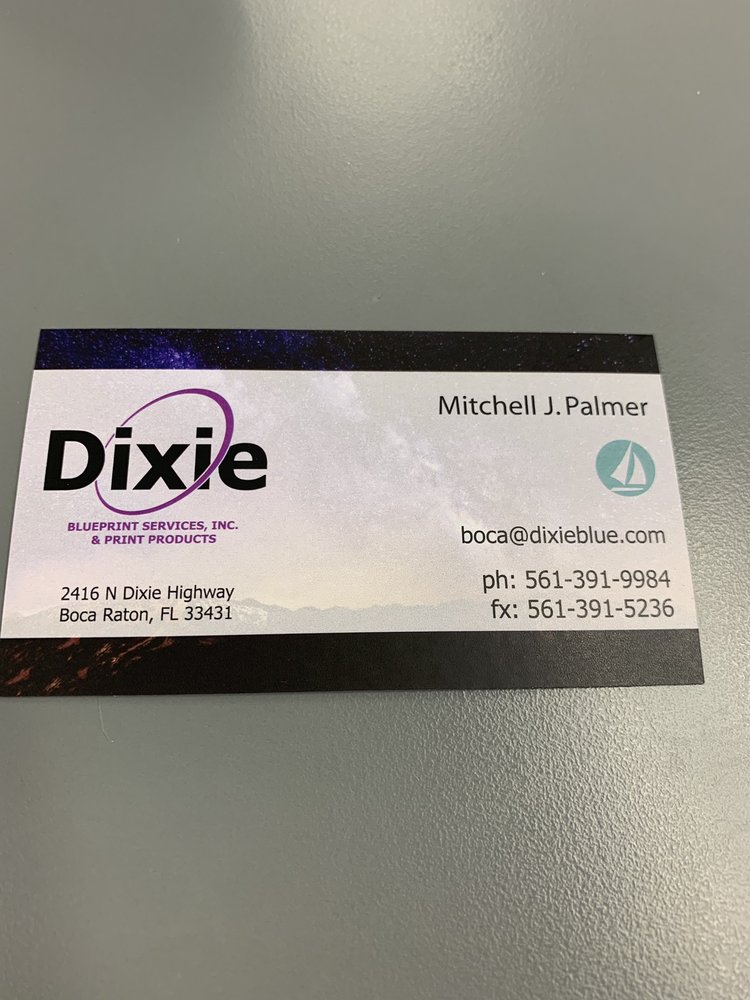 Dixie
BLUEPRINT SERVICES, INC.
& PRINT PRODUCTS
2416 N Dixie Highway
Boca Raton, FL 33431
Mitchell J. Palmer
boca@dixieblue.com
ph: 561-391-9984
fx: 561-391-5236